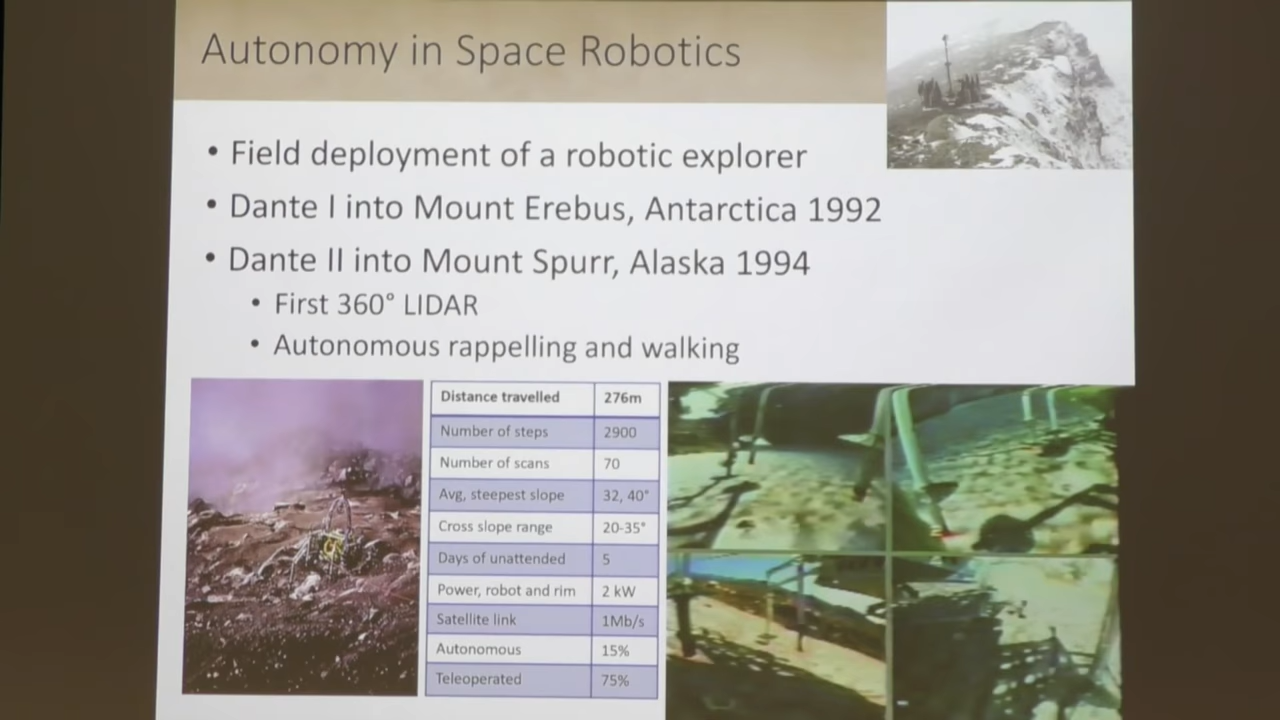 Autonomy in Space Robotics
• Field deployment of a robotic explorer
• Dante I into Mount Erebus, Antarctica 1992
• Dante II into Mount Spurr, Alaska 1994
• First 360° LIDAR
• Autonomous rappelling and walking
Distance travelled 276m
Number of steps 2900
Number of scans 70
Avg, steepest slope 32, 40°
Cross slope range 20-35°
Days of unattended 5
Power, robot and rim 2 kW
Satellite link 1Mb/s
Autonomous 15%
Teleoperated 75%